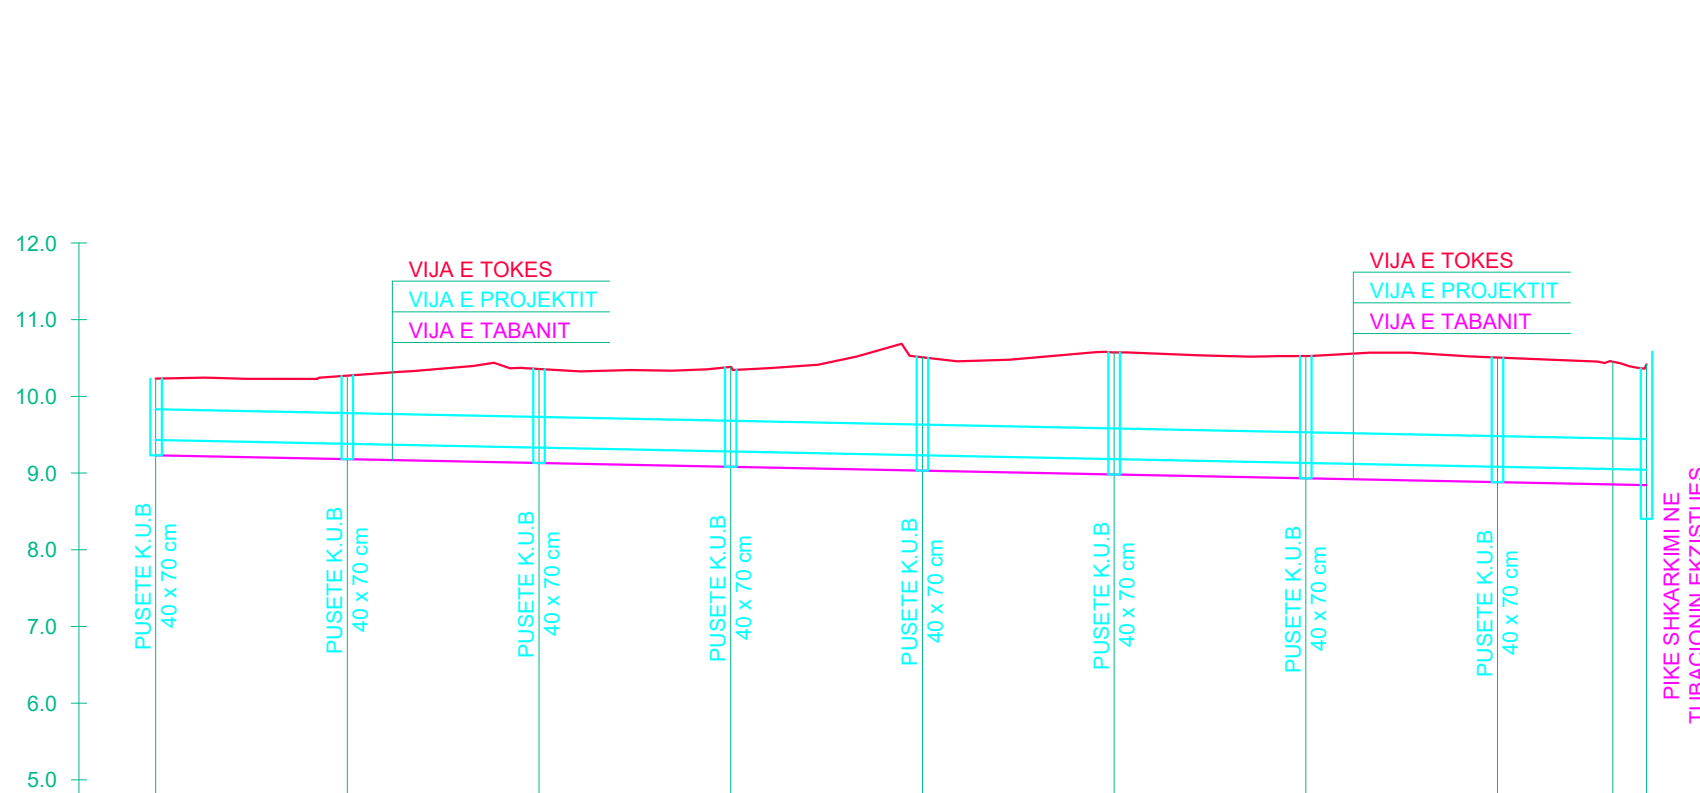 12.0
11.0
10.0
9.0
8.0
7.0
6.0
5.0
VIJA E TOKES
VIJA E PROJEKTIT
VIJA E TABANIT
VIJA E TOKES
VIJA E PROJEKTIT
VIJA E TABANIT
PUSETE K.U.B
40 x 70 cm
PUSETE K.U.B
40 x 70 cm
PUSETE K.U.B
40 x 70 cm
PUSETE K.U.B
40 x 70 cm
PUSETE K.U.B
40 x 70 cm
PUSETE K.U.B
40 x 70 cm
PUSETE K.U.B
40 x 70 cm
PUSETE K.U.B
40 x 70 cm
PIKE SHKARKIMI NE
TUBACIONIN EKZISTUES